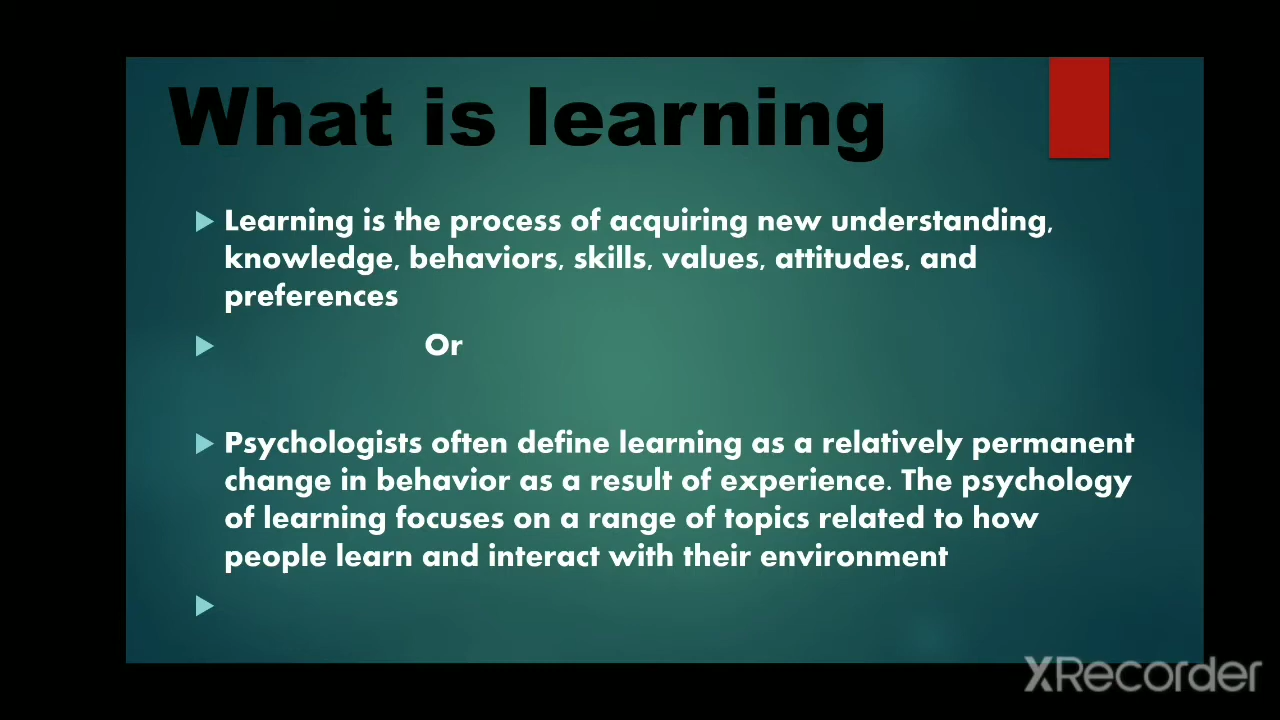 What is learning
Learning is the process of acquiring new understanding,
knowledge, behaviors, skills, values, attitudes, and
preferences
Or
Psychologists often define learning as a relatively permanent
change in behavior as a result of experience. The psychology
of learning focuses on a range of topics related to how
people learn and interact with their environment
XRecorder